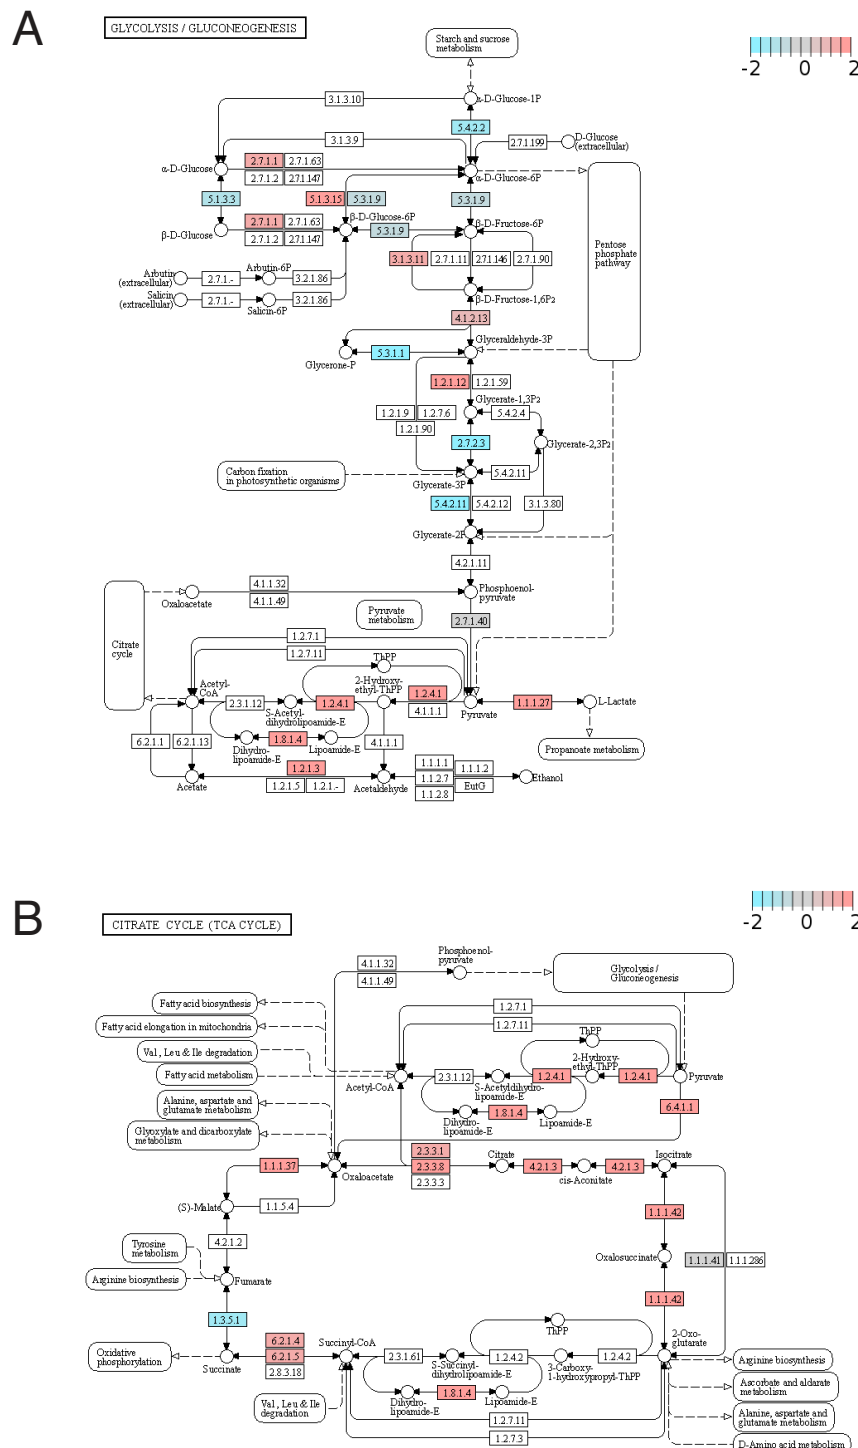 A
GLYCOLYSIS / GLUCONEOGENESIS
-2 0 2
Starch and sucrose
metabolism
3.1.3.10
α-D-Glucose-1P
5.4.2.2
3.1.3.9
2.7.1.199
D-Glucose
(extracellular)
α-D-Glucose
2.7.1.1
2.7.1.63
2.7.1.2
2.7.1.147
α-D-Glucose-6P
5.1.3.3
5.1.3.15
5.3.1.9
5.3.1.9
β-D-Glucose
2.7.1.1
2.7.1.63
2.7.1.2
2.7.1.147
β-D-Glucose-6P
5.3.1.9
β-D-Fructose-6P
Pentose
phosphate
pathway
3.1.3.11
2.7.1.11
2.7.1.146
2.7.1.90
Arbutin
(extracellular)
2.7.1.-
Arbutin-6P
3.2.1.86
Salicin
(extracellular)
2.7.1.-
Salicin-6P
3.2.1.86
β-D-Fructose-1,6P2
4.1.2.13
Glyceraldehyde-3P
Glycerone-P
5.3.1.1
1.2.1.12
1.2.1.59
Glycerate-1,3P2
1.2.1.9
1.2.7.6
1.2.1.90
5.4.2.4
2.7.2.3
Glycerate-2,3P2
Carbon fixation
in photosynthetic organisms
Glycerate-3P
5.4.2.11
5.4.2.11
5.4.2.12
3.1.3.80
Glycerate-2P
4.2.1.11
4.1.1.32
4.1.1.49
Oxaloacetate
Phosphoenol-
pyruvate
Pyruvate
metabolism
2.7.1.40
Citrate
cycle
1.2.7.1
1.2.7.11
ThPP
Acetyl-
CoA
2.3.1.12
S-Acetyl-
dihydrolipoamide-E
1.2.4.1
2-Hydroxy-
ethyl-ThPP
1.2.4.1
4.1.1.1
Pyruvate
1.1.1.27
L-Lactate
Propanoate metabolism
Dihydro-
lipoamide-E
1.8.1.4
Lipoamide-E
6.2.1.1
6.2.1.13
4.1.1.1
1.2.1.3
1.2.1.5
1.2.1.-
Acetate
Acetaldehyde
1.1.1.1
1.1.1.2
1.1.2.7
EutG
1.1.2.8
Ethanol
B
CITRATE CYCLE (TCA CYCLE)
-2 0 2
4.1.1.32
4.1.1.49
Phosphoenol-
pyruvate
Glycolysis /
Gluconeogenesis
Fatty acid biosynthesis
Fatty acid elongation in mitochondria
Val, Leu & Ile degradation
Fatty acid metabolism
Alanine, aspartate and
glutamate metabolism
Glyoxylate and dicarboxylate
metabolism
1.2.7.1
1.2.7.11
ThPP
Acetyl-CoA
2.3.1.12
S-Acetyldihydro-
lipoamide-E
1.2.4.1
2-Hydroxy-
ethyl-ThPP
1.2.4.1
Pyruvate
Dihydro-
lipoamide-E
1.8.1.4
Lipoamide-E
6.4.1.1
1.1.1.37
Oxaloacetate
2.3.3.1
2.3.3.8
2.3.3.3
Citrate
4.2.1.3
cis-Aconitate
4.2.1.3
Isocitrate
(S)-Malate
1.1.5.4
1.1.1.42
4.2.1.2
Tyrosine
metabolism
Arginine biosynthesis
Fumarate
Oxalosuccinate
1.1.1.41
1.1.1.286
1.1.1.42
1.3.5.1
Oxidative
phosphorylation
Succinate
6.2.1.4
6.2.1.5
2.8.3.18
Succinyl-CoA
2.3.1.61
S-Succinyl-
dihydrolipoamide-E
1.2.4.2
ThPP
3-Carboxy-
1-hydroxypropyl-ThPP
1.2.4.2
2-Oxo-
glutarate
Dihydro-
lipoamide-E
1.8.1.4
Lipoamide-E
Val, Leu & Ile
degradation
1.2.7.11
1.2.7.3
Arginine biosynthesis
Ascorbate and aldarate
metabolism
Alanine, aspartate and
glutamate metabolism
D-Amino acid metabolism